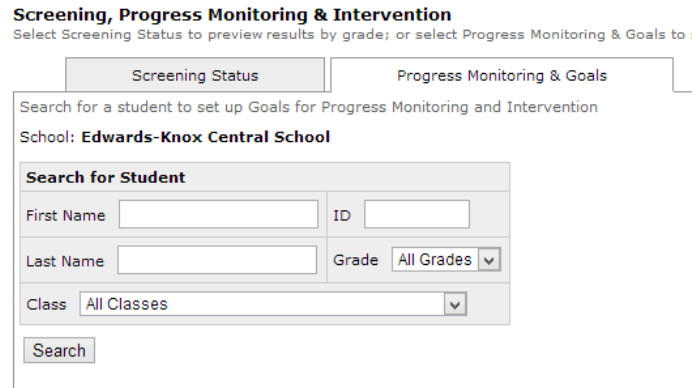 Screening, Progress Monitoring & Intervention
Select Screening Status to preview results by grade; or select Progress Monitoring & Goals to
Screening Status
Progress Monitoring & Goals
Search for a student to set up Goals for Progress Monitoring and Intervention
School: Edwards-Knox Central School
Search for Student
First Name
ID
Last Name
Grade All Grades
Class All Classes
Search